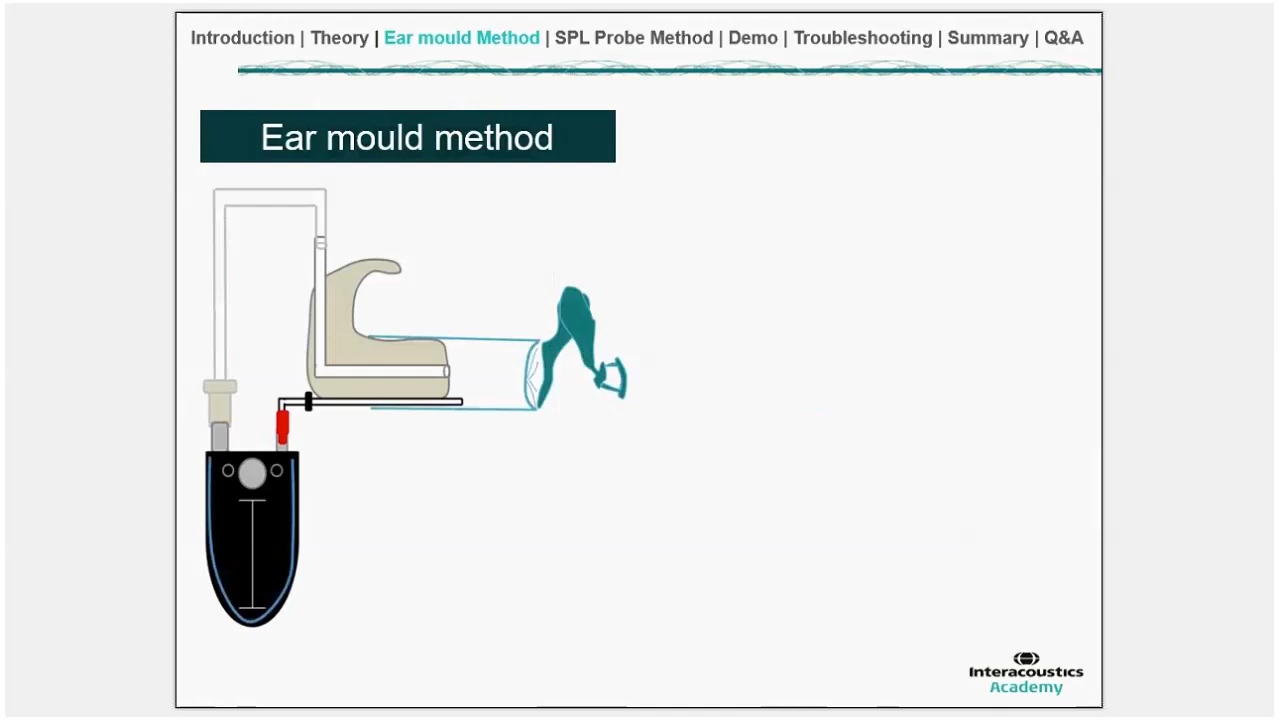 Introduction | Theory | Ear mould Method | SPL Probe Method | Demo | Troubleshooting | Summary | Q&A
Ear mould method
Interacoustics
Academy